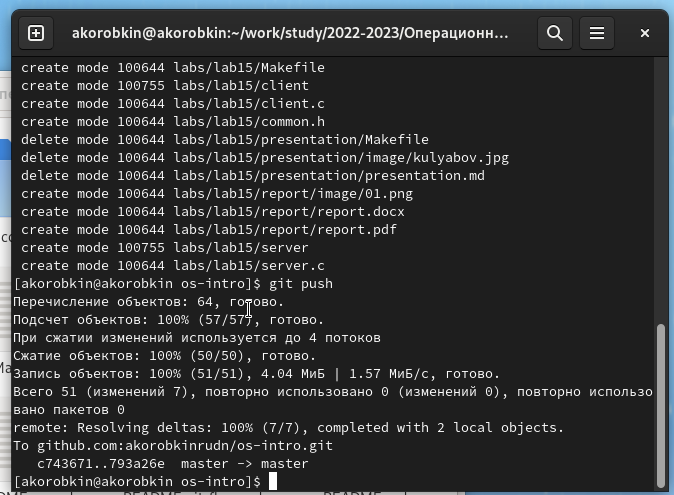 akorobkin@akorobkin:~/work/study/2022-2023/Операционн...
create mode 100644 labs/lab15/Makefile
create mode 100755 labs/lab15/client
create mode 100644 labs/lab15/client.c
create mode 100644 labs/lab15/common.h
delete mode 100644 labs/lab15/presentation/Makefile
delete mode 100644 labs/lab15/presentation/image/kulyabov.jpg
delete mode 100644 labs/lab15/presentation/presentation.md
create mode 100644 labs/lab15/report/image/01.png
create mode 100644 labs/lab15/report/report.docx
create mode 100644 labs/lab15/report/report.pdf
create mode 100755 labs/lab15/server
create mode 100644 labs/lab15/server.c
[akorobkin@akorobkin os-intro]$ git push
Перечисление объектов: 64, готово.
Подсчет объектов: 100% (57/57), готово.
При сжатии изменений используется до 4 потоков
Сжатие объектов: 100% (50/50), готово.
Запись объектов: 100% (51/51), 4.04 МиБ | 1.57 МиБ/с, готово.
Всего 51 (изменений 7), повторно использовано 0 (изменений 0), повторно использо
вано пакетов 0
remote: Resolving deltas: 100% (7/7), completed with 2 local objects.
To github.com:akorobkinrudn/os-intro.git
c743671..793a26e master -> master
[akorobkin@akorobkin os-intro]$